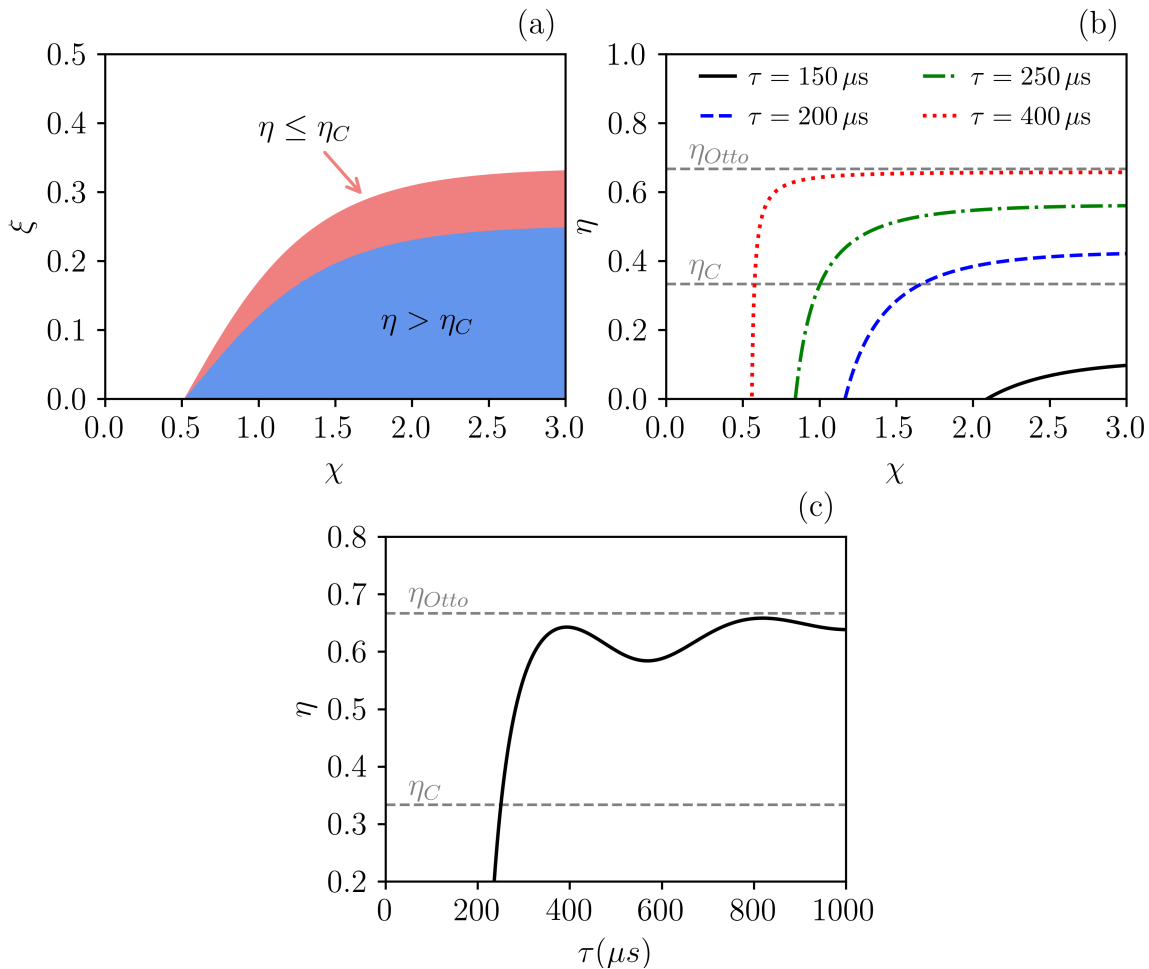 (a)
0.5
0.4
0.3
0.2
0.1
0.0
ξ
η ≤ η_C
η > η_C
0.0 0.5 1.0 1.5 2.0 2.5 3.0
χ
(b)
1.0
0.8
0.6
0.4
0.2
0.0
η
τ = 150 μs
τ = 200 μs
τ = 250 μs
τ = 400 μs
η_Otto
η_C
0.0 0.5 1.0 1.5 2.0 2.5 3.0
χ
(c)
0.8
0.7
0.6
0.5
0.4
0.3
0.2
η
η_Otto
η_C
0 200 400 600 800 1000
τ(μs)